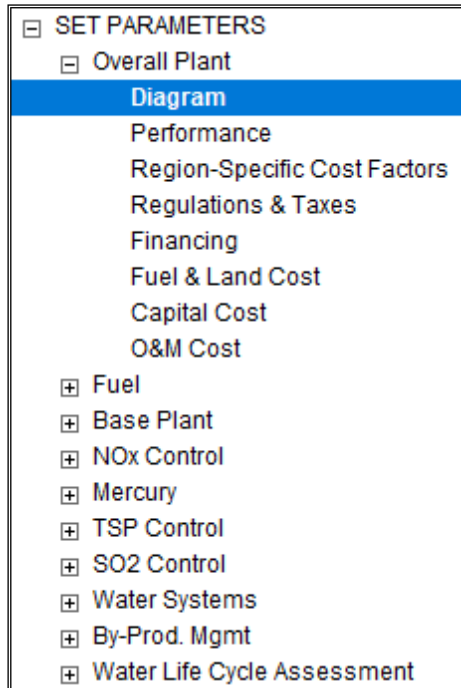 SET PARAMETERS
Overall Plant
Diagram
Performance
Region-Specific Cost Factors
Regulations & Taxes
Financing
Fuel & Land Cost
Capital Cost
O&M Cost
Fuel
Base Plant
NOx Control
Mercury
TSP Control
SO2 Control
Water Systems
By-Prod. Mgmt
Water Life Cycle Assessment